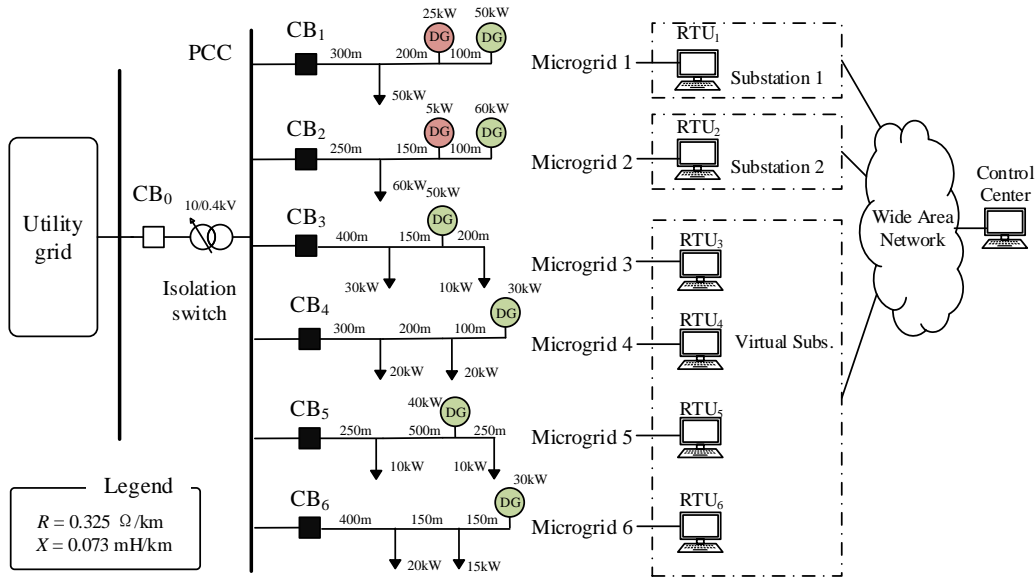 Utility
grid
CB0
10/0.4kV
Isolation
switch
PCC
CB1
300m
200m
100m
25kW
DG
50kW
DG
50kW
CB2
250m
150m
100m
5kW
DG
60kW
DG
60kW
CB3
400m
150m
200m
50kW
DG
30kW
10kW
CB4
300m
200m
100m
30kW
DG
20kW
20kW
CB5
250m
500m
250m
40kW
DG
10kW
10kW
CB6
400m
150m
150m
30kW
DG
20kW
15kW
Legend
R = 0.325 Ω/km
X = 0.073 mH/km
Microgrid 1
RTU1
Substation 1
Microgrid 2
RTU2
Substation 2
Microgrid 3
RTU3
Microgrid 4
RTU4
Virtual Subs.
Microgrid 5
RTU5
Microgrid 6
RTU6
Wide Area
Network
Control
Center